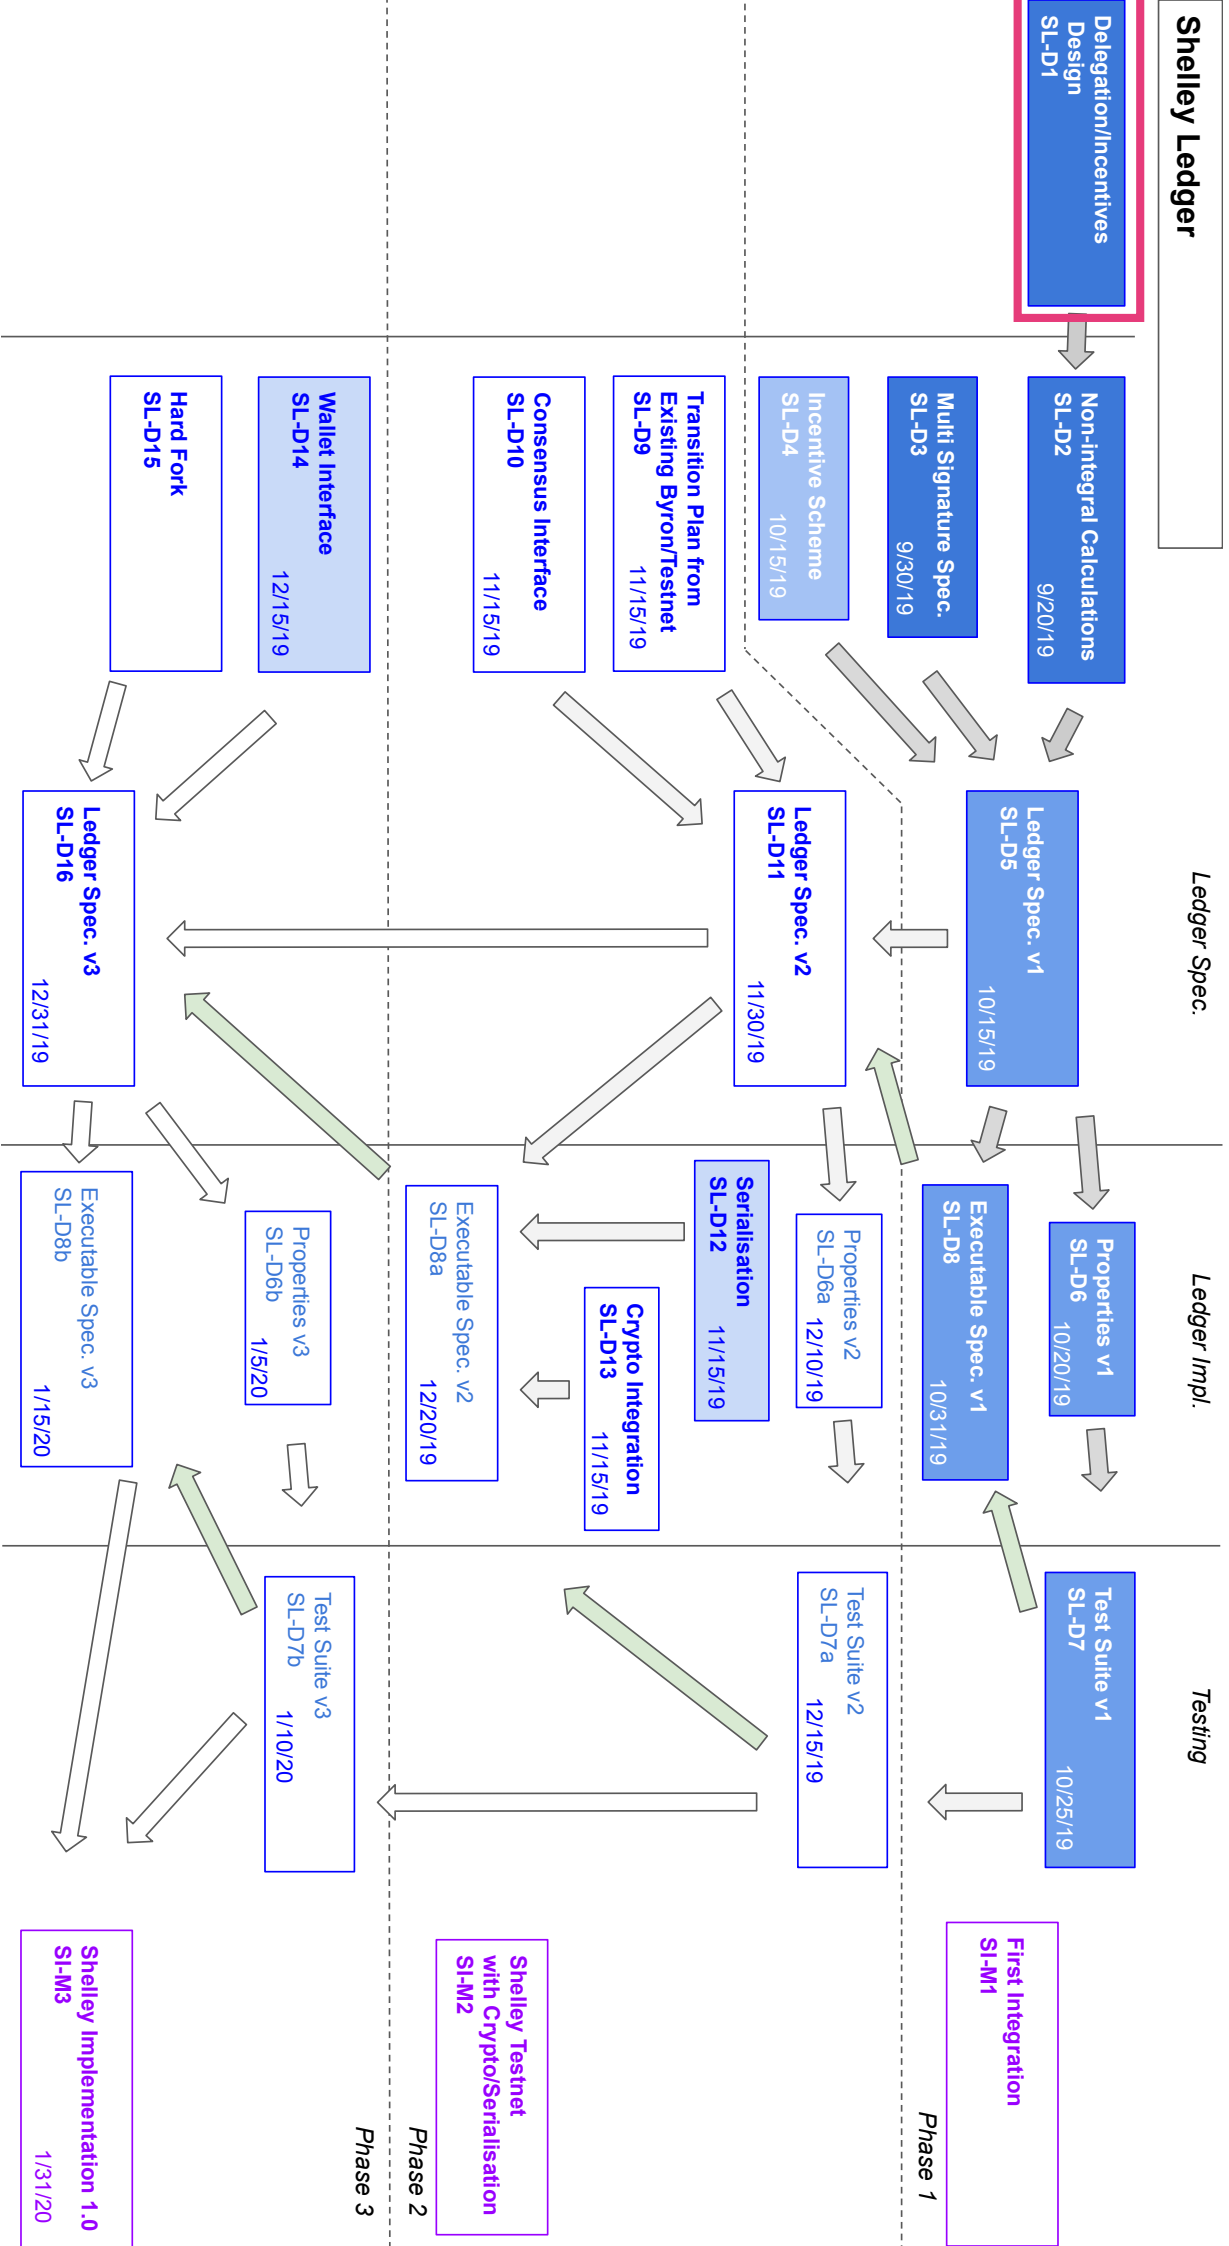 Shelley Ledger
Ledger Spec.
Ledger Impl.
Testing
Delegation/Incentives
Design
SL-D1
Non-integral Calculations
SL-D2
9/20/19
Multi Signature Spec.
SL-D3
9/30/19
Incentive Scheme
SL-D4
10/15/19
Ledger Spec. v1
SL-D5
10/15/19
Properties v1
SL-D6
10/20/19
Executable Spec. v1
SL-D8
10/31/19
Test Suite v1
SL-D7
10/25/19
First Integration
SI-M1
Phase 1
Transition Plan from
Existing Byron/Testnet
SL-D9
11/15/19
Consensus Interface
SL-D10
11/15/19
Ledger Spec. v2
SL-D11
11/30/19
Properties v2
SL-D6a
12/10/19
Serialisation
SL-D12
11/15/19
Crypto Integration
SL-D13
11/15/19
Executable Spec. v2
SL-D8a
12/20/19
Test Suite v2
SL-D7a
12/15/19
Shelley Testnet
with Crypto/Serialisation
SI-M2
Phase 2
Phase 3
Wallet Interface
SL-D14
12/15/19
Hard Fork
SL-D15
Ledger Spec. v3
SL-D16
12/31/19
Properties v3
SL-D6b
1/5/20
Executable Spec. v3
SL-D8b
1/15/20
Test Suite v3
SL-D7b
1/10/20
Shelley Implementation 1.0
SI-M3
1/31/20